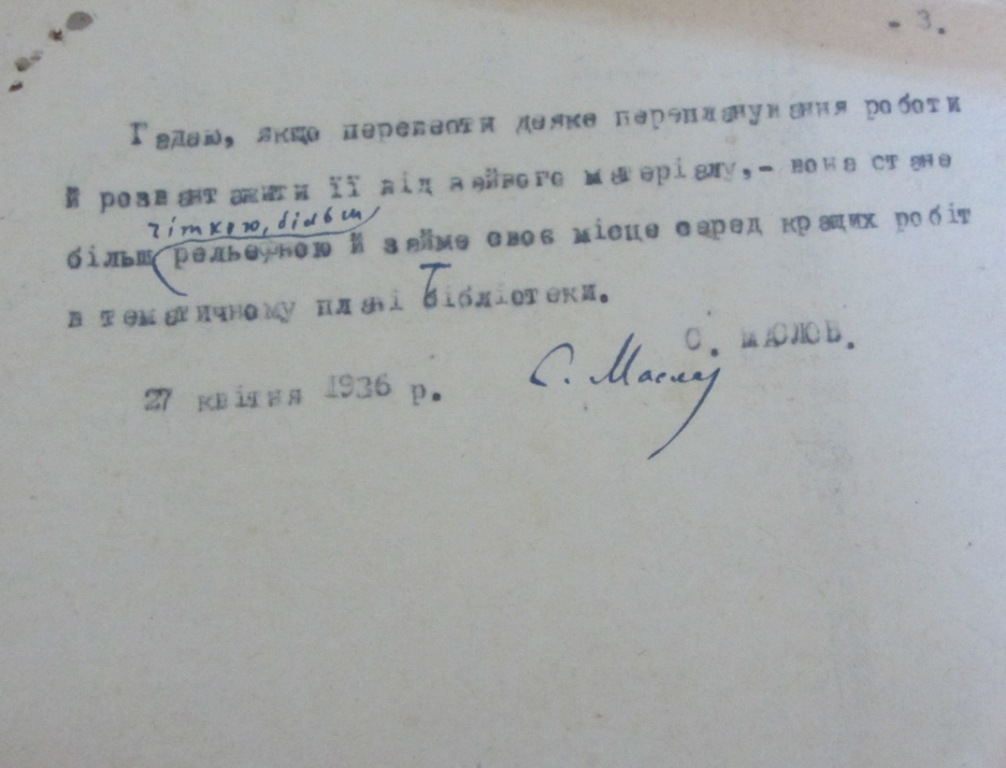 - 3.
Гадаю, якщо перевести деяке перепланування роботи
й розвантажити її від зайвого матеріалу,- вона стане
чіткою, більш
більш рельефною й займе своє місце серед кращих робіт
в тематичному плані бібліотеки.
С. МАСЛОВ.
27 квітня 1936 р. С. Маслов